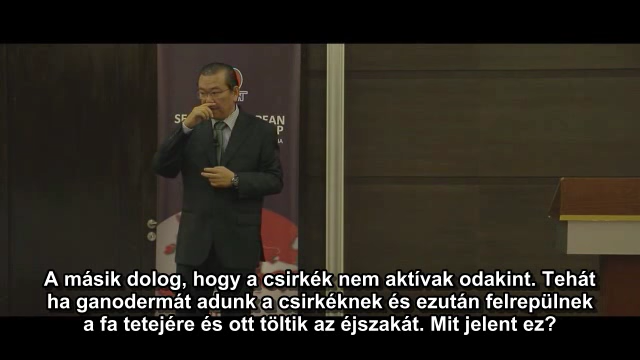 A másik dolog, hogy a csirkék nem aktívak odakint. Tehát
ha ganodermát adunk a csirkéknek és ezután felrepülnek
a fa tetejére és ott töltik az éjszakát. Mit jelent ez?